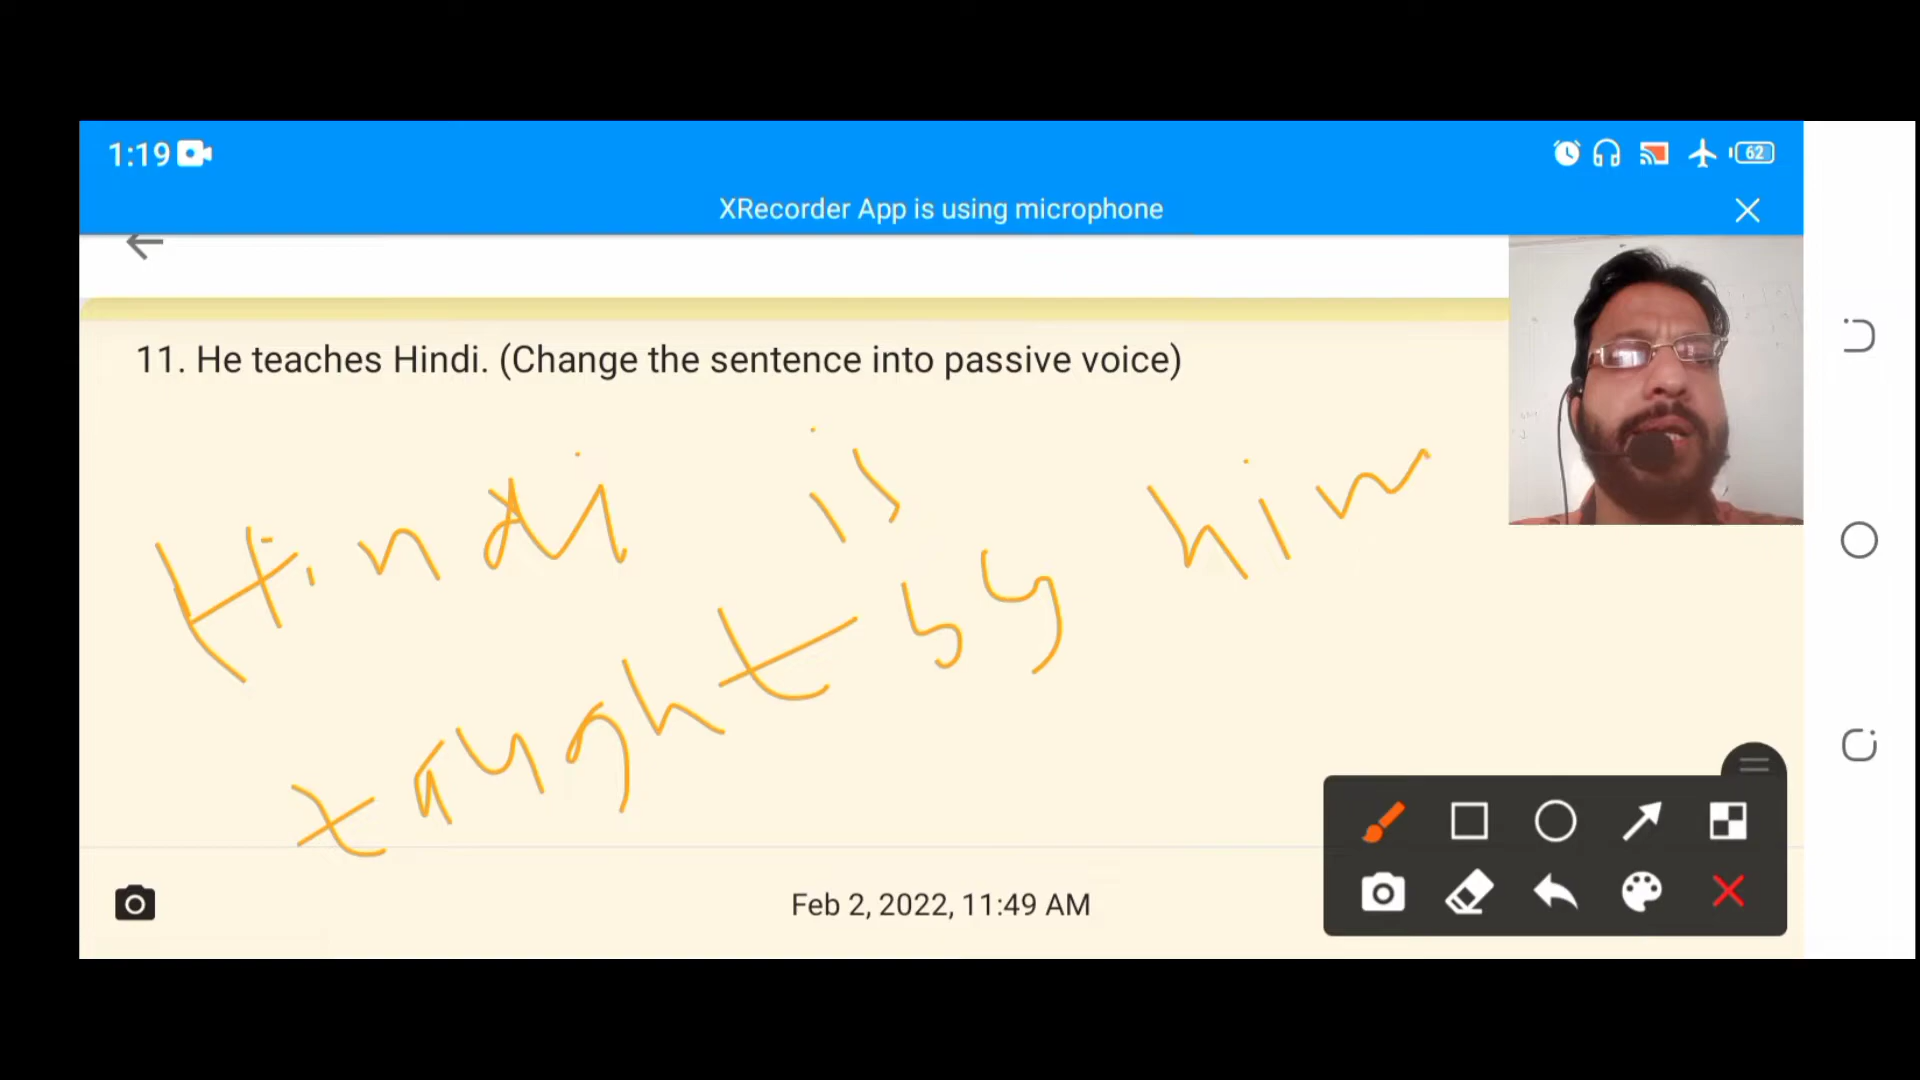 1:19
62
XRecorder App is using microphone
11. He teaches Hindi. (Change the sentence into passive voice)
Hindi is
taught by him
Feb 2, 2022, 11:49 AM